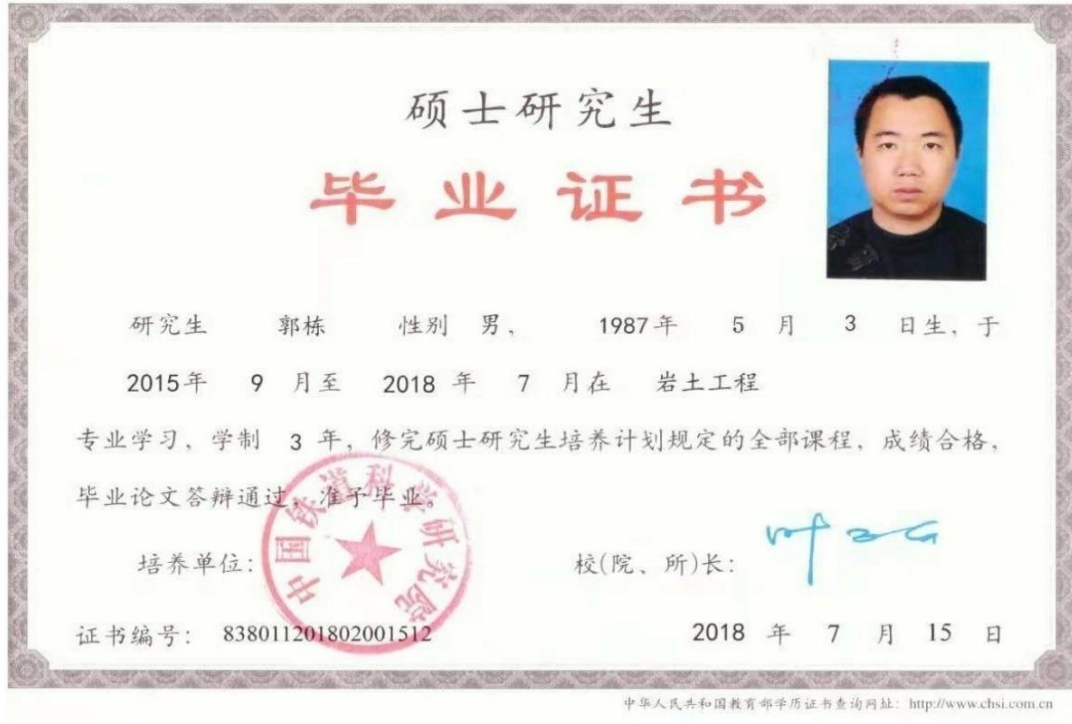 硕士研究生
毕业证书
研究生 郭栋 性别 男, 1987年 5 月 3 日生, 于
2015年 9 月至 2018 年 7 月在 岩土工程
专业学习, 学制 3 年, 修完硕士研究生培养计划规定的全部课程, 成绩合格,
毕业论文答辩通过, 准予毕业。
中国铁道科学研究院
培养单位: 校(院、所)长:
证书编号: 838011201802001512 2018 年 7 月 15 日
中华人民共和国教育部学历证书查询网址: http://www.chsi.com.cn